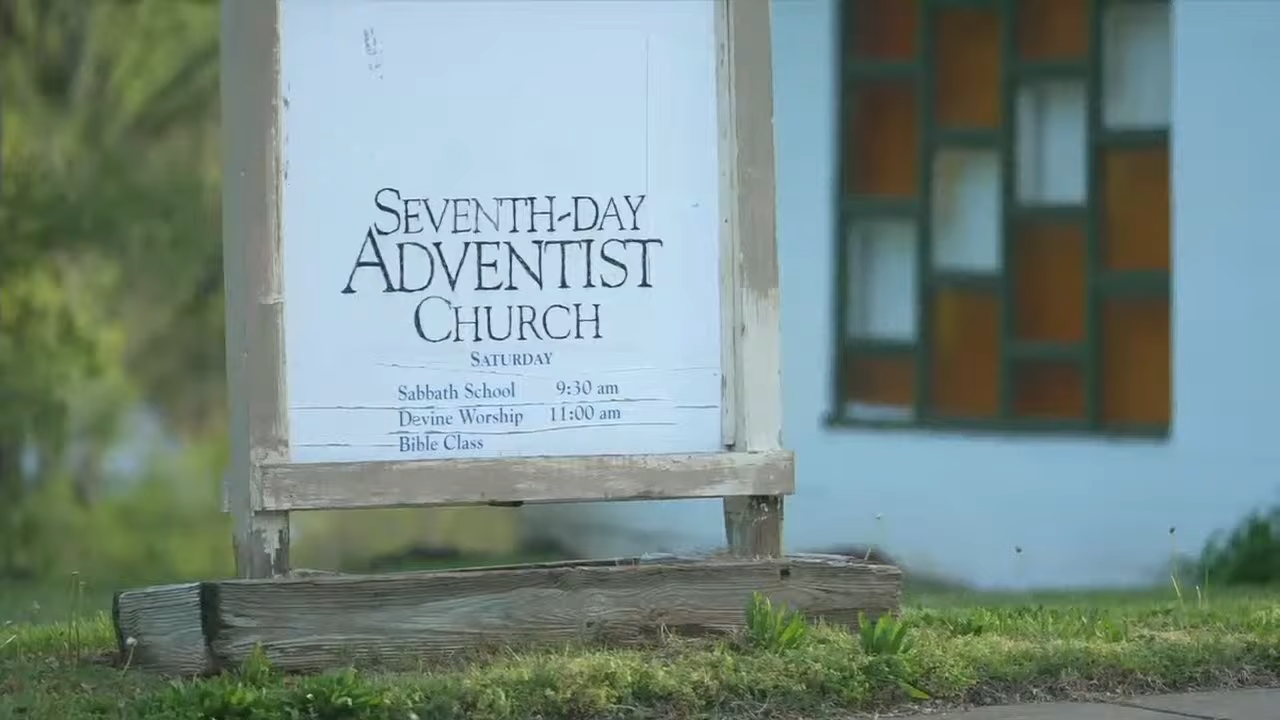 SEVENTH-DAY
ADVENTIST
CHURCH
SATURDAY
Sabbath School 9:30 am
Devine Worship 11:00 am
Bible Class